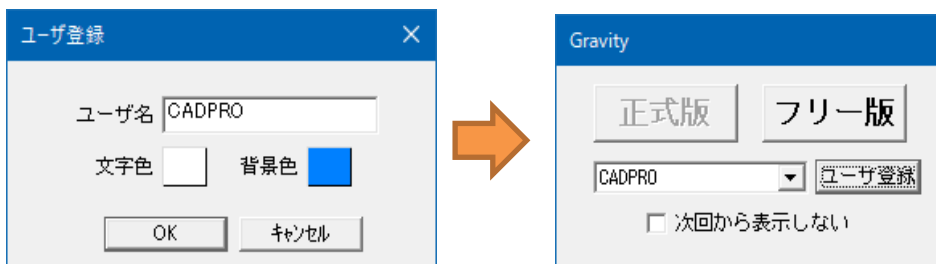 ユーザ登録
ユーザ名 CADPRO
文字色 背景色
OK ｷｬﾝｾﾙ
Gravity
正式版 フリー版
CADPRO ユーザ登録
次回から表示しない